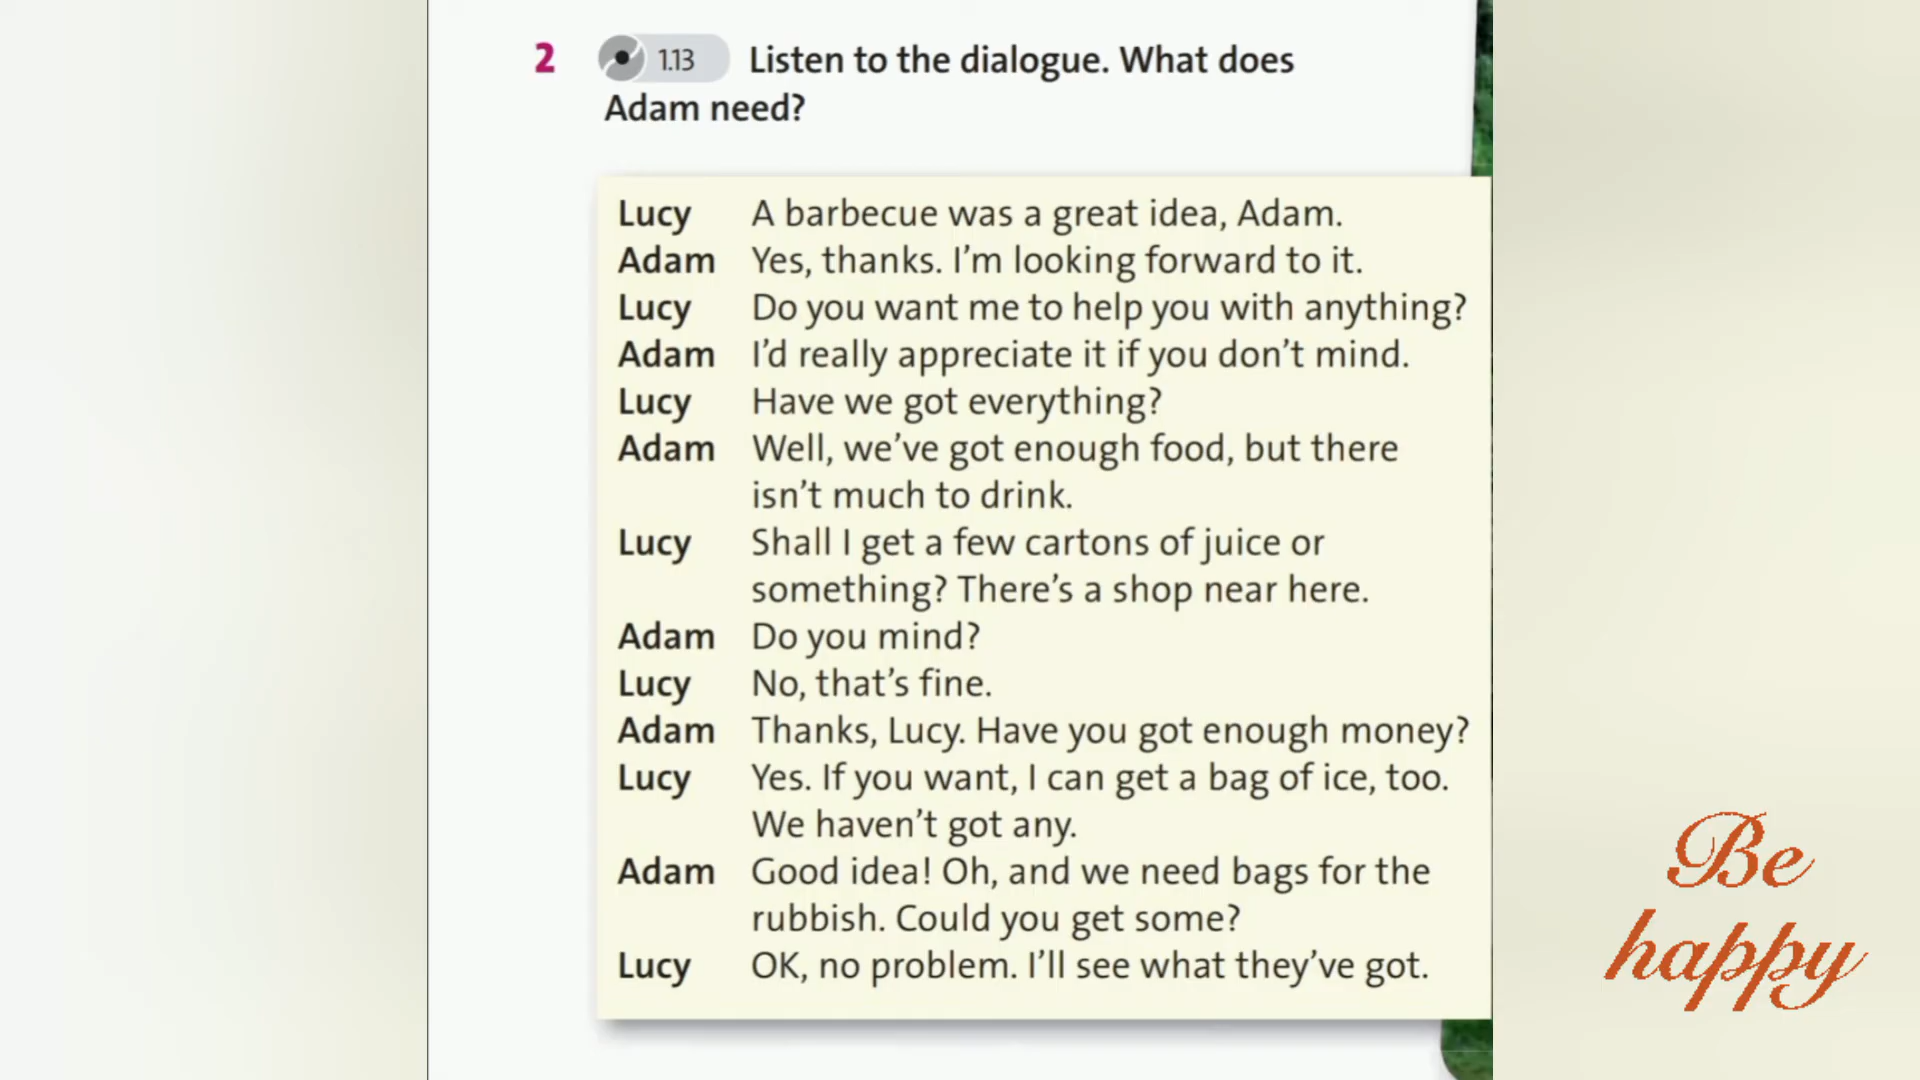 2 1.13 Listen to the dialogue. What does
Adam need?
Lucy A barbecue was a great idea, Adam.
Adam Yes, thanks. I’m looking forward to it.
Lucy Do you want me to help you with anything?
Adam I’d really appreciate it if you don’t mind.
Lucy Have we got everything?
Adam Well, we’ve got enough food, but there
isn’t much to drink.
Lucy Shall I get a few cartons of juice or
something? There’s a shop near here.
Adam Do you mind?
Lucy No, that’s fine.
Adam Thanks, Lucy. Have you got enough money?
Lucy Yes. If you want, I can get a bag of ice, too.
We haven’t got any.
Adam Good idea! Oh, and we need bags for the
rubbish. Could you get some?
Lucy OK, no problem. I’ll see what they’ve got.
Be
happy